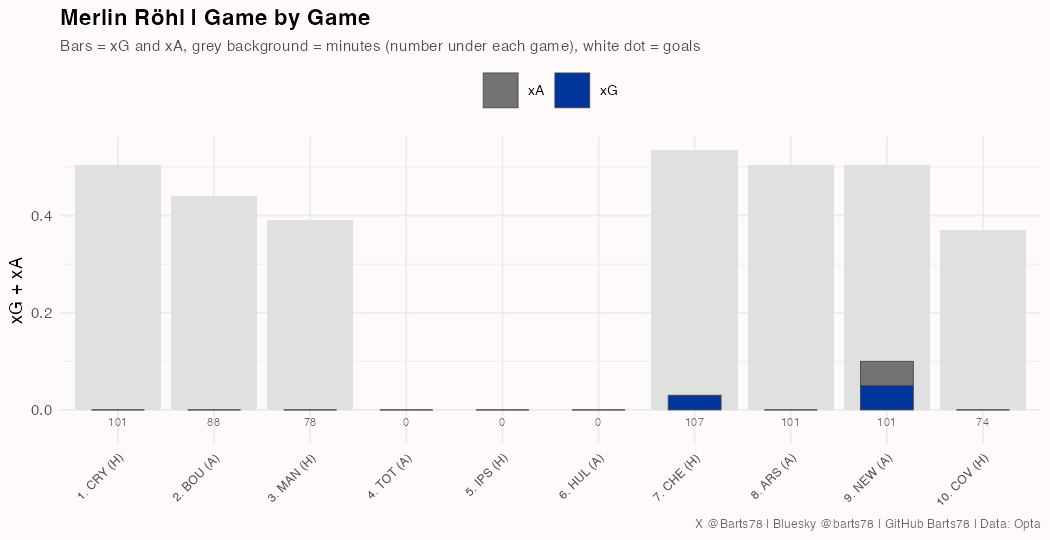 Merlin Röhl | Game by Game
Bars = xG and xA, grey background = minutes (number under each game), white dot = goals
xA
xG
xG + xA
0.4
0.2
0.0
101
88
78
0
0
0
107
101
101
74
1. CRY (H)
2. BOU (A)
3. MAN (H)
4. TOT (A)
5. IPS (H)
6. HUL (A)
7. CHE (H)
8. ARS (A)
9. NEW (A)
10. COV (H)
X @Barts78 | Bluesky @barts78 | GitHub Barts78 | Data: Opta